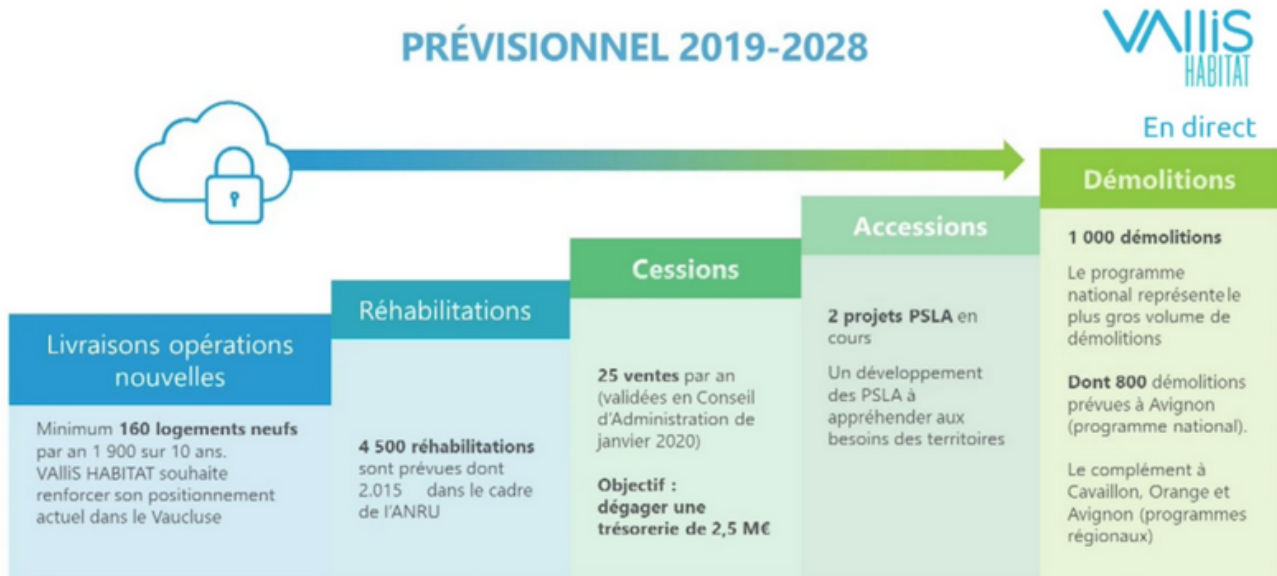 PRÉVISIONNEL 2019-2028
VAlliS
HABITAT
En direct
Livraisons opérations
nouvelles
Minimum 160 logements neufs
par an 1 900 sur 10 ans.
VAlliS HABITAT souhaite
renforcer son positionnement
actuel dans le Vaucluse
Réhabilitations
4 500 réhabilitations
sont prévues dont
2.015 dans le cadre
de l'ANRU
Cessions
25 ventes par an
(validées en Conseil
d'Administration de
janvier 2020)
Objectif :
dégager une
trésorerie de 2,5 M€
Accessions
2 projets PSLA en
cours
Un développement
des PSLA à
appréhender aux
besoins des territoires
Démolitions
1 000 démolitions
Le programme
national représente le
plus gros volume de
démolitions
Dont 800 démolitions
prévues à Avignon
(programme national).
Le complément à
Cavaillon, Orange et
Avignon (programmes
régionaux)